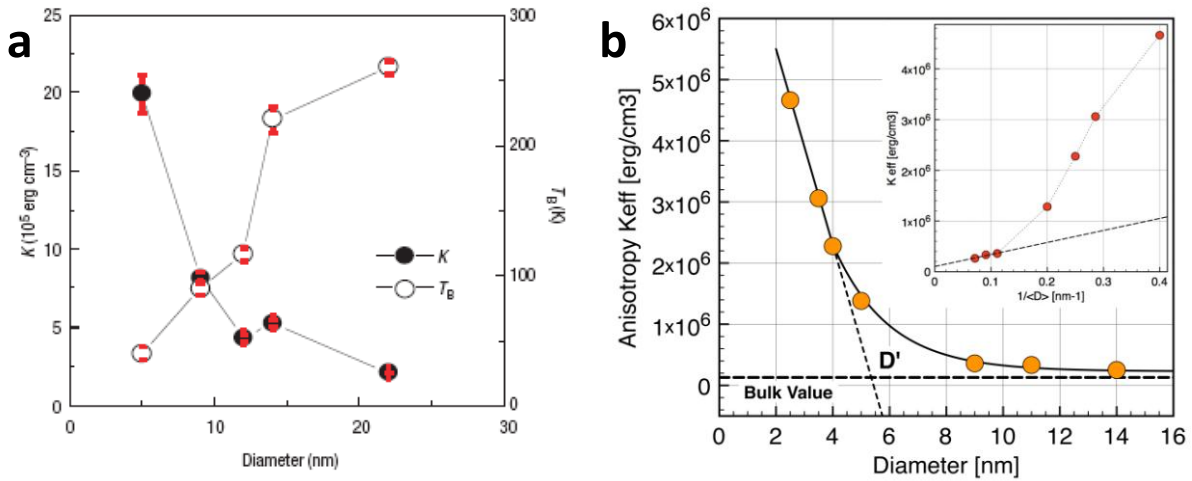 a
25
20
15
10
5
0
K (10⁵ erg cm⁻³)
300
200
100
0
T_B (K)
K
T_B
0
10
20
30
Diameter (nm)
b
6x10⁶
5x10⁶
4x10⁶
3x10⁶
2x10⁶
1x10⁶
0
Anisotropy Keff [erg/cm3]
D'
Bulk Value
0
2
4
6
8
10
12
14
16
Diameter [nm]
4x10⁶
3x10⁶
2x10⁶
1x10⁶
0
K eff [erg/cm3]
0
0.1
0.2
0.3
0.4
1/<D> [nm-1]